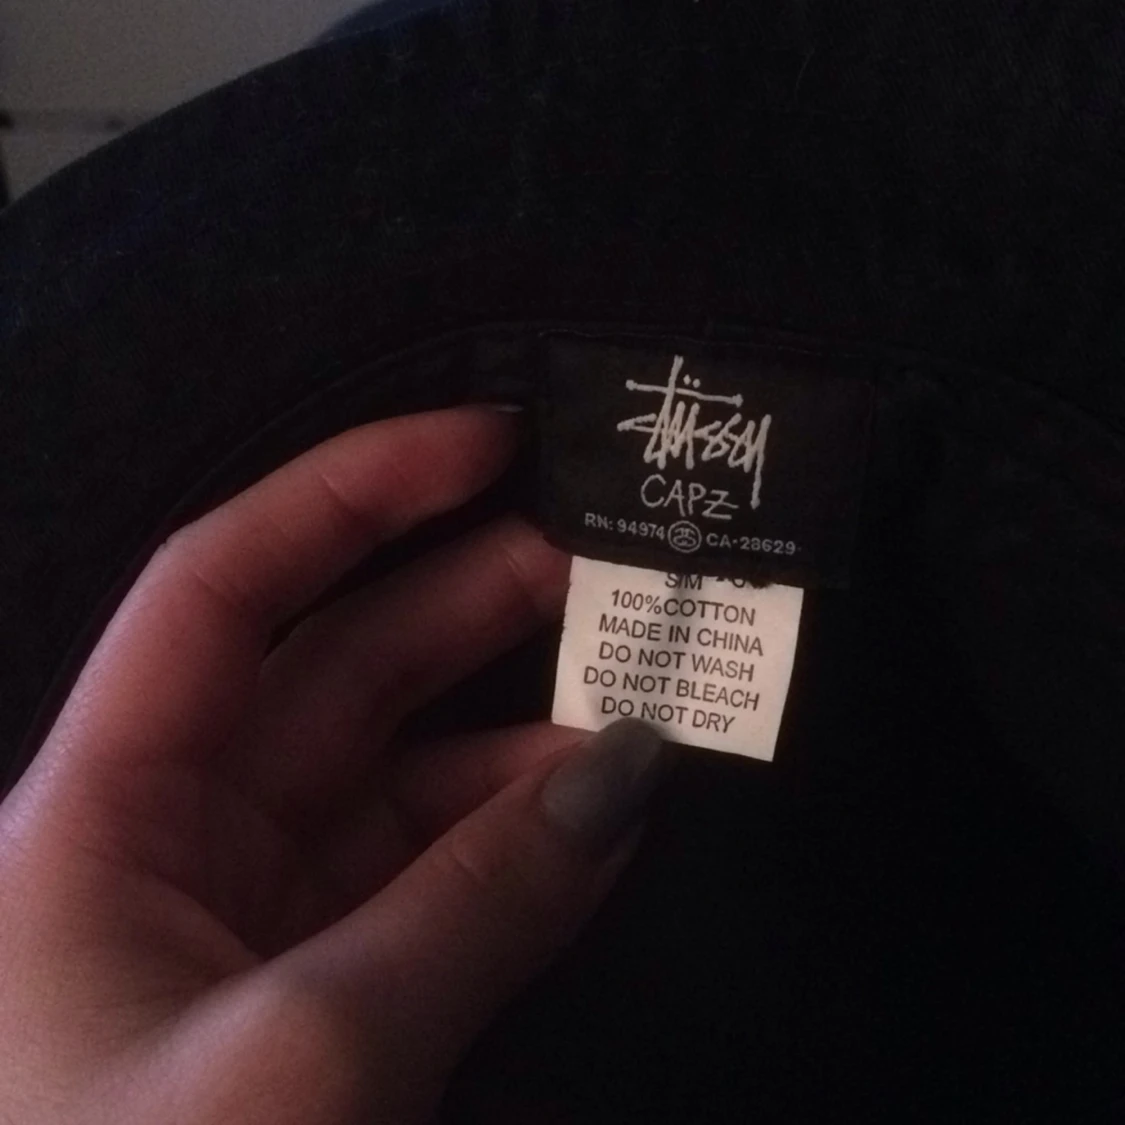 Stüssy
CAPZ
RN: 94974 CA-28629
S/M
100%COTTON
MADE IN CHINA
DO NOT WASH
DO NOT BLEACH
DO NOT DRY